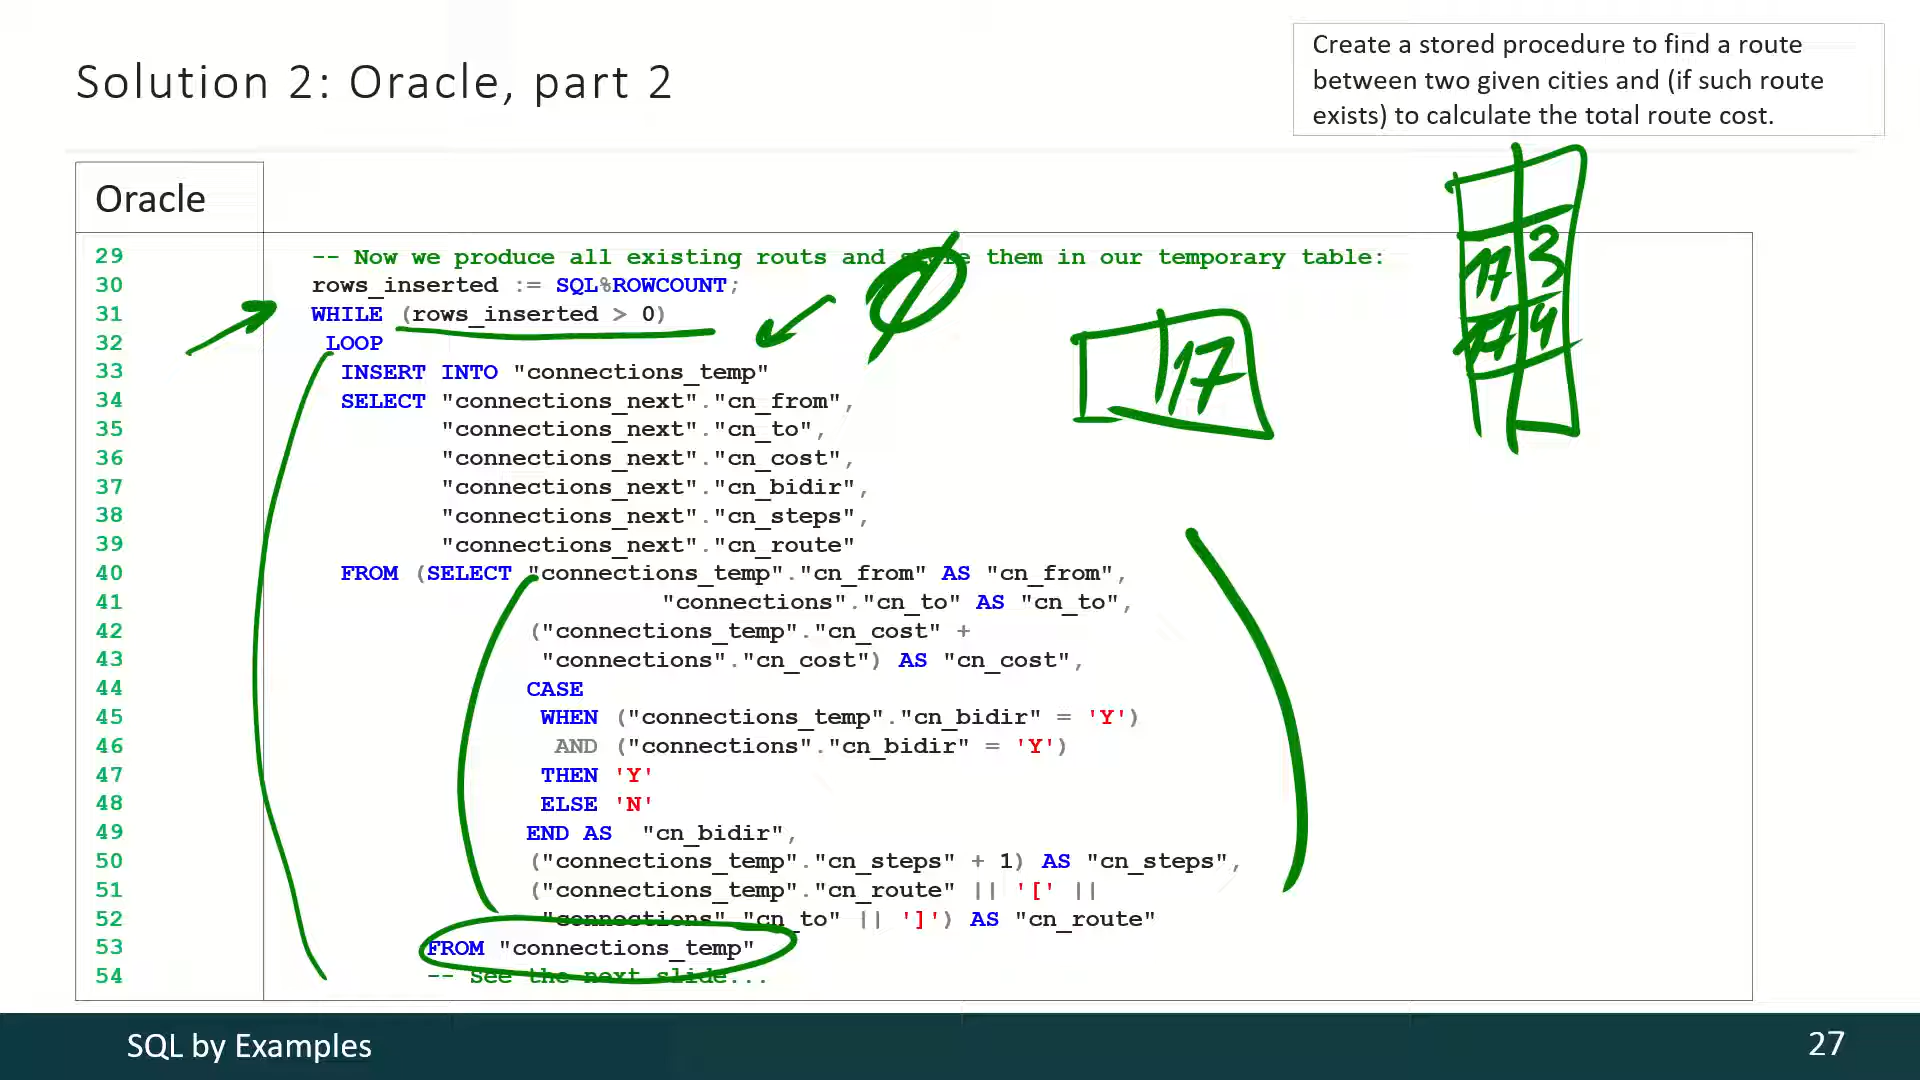 Solution 2: Oracle, part 2
Create a stored procedure to find a route
between two given cities and (if such route
exists) to calculate the total route cost.
Oracle
29 -- Now we produce all existing routs and store them in our temporary table:
30 rows_inserted := SQL%ROWCOUNT;
31 WHILE (rows_inserted > 0)
32 LOOP
33 INSERT INTO "connections_temp"
34 SELECT "connections_next"."cn_from",
35 "connections_next"."cn_to",
36 "connections_next"."cn_cost",
37 "connections_next"."cn_bidir",
38 "connections_next"."cn_steps",
39 "connections_next"."cn_route"
40 FROM (SELECT "connections_temp"."cn_from" AS "cn_from",
41 "connections"."cn_to" AS "cn_to",
42 ("connections_temp"."cn_cost" +
43 "connections"."cn_cost") AS "cn_cost",
44 CASE
45 WHEN ("connections_temp"."cn_bidir" = 'Y')
46 AND ("connections"."cn_bidir" = 'Y')
47 THEN 'Y'
48 ELSE 'N'
49 END AS "cn_bidir",
50 ("connections_temp"."cn_steps" + 1) AS "cn_steps",
51 ("connections_temp"."cn_route" || '[' ||
52 "connections"."cn_to" || ']') AS "cn_route"
53 FROM "connections_temp"
54 -- See the next slide...
17
17 3
17 4
SQL by Examples
27